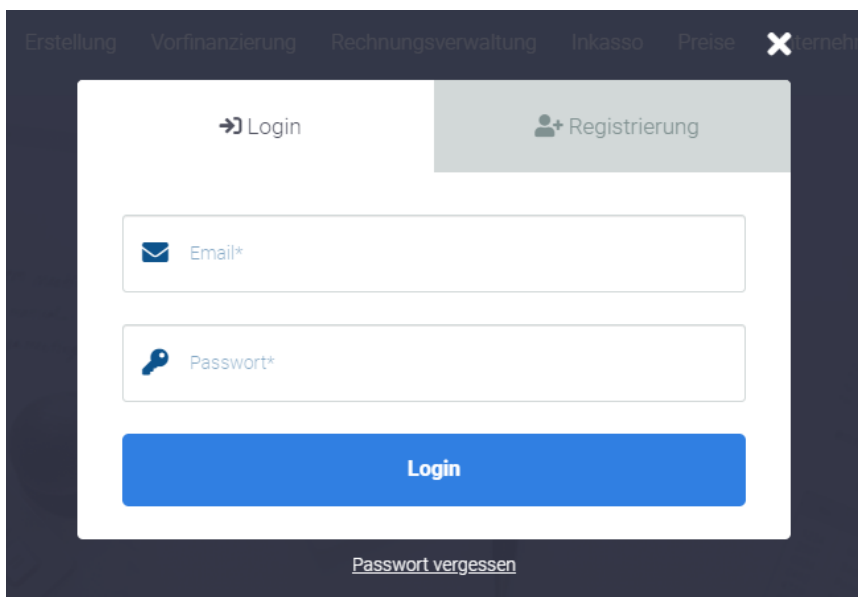 Erstellung Vorfinanzierung Rechnungsverwaltung Inkasso Preise
Login Registrierung
Email*
Passwort*
Login
Passwort vergessen